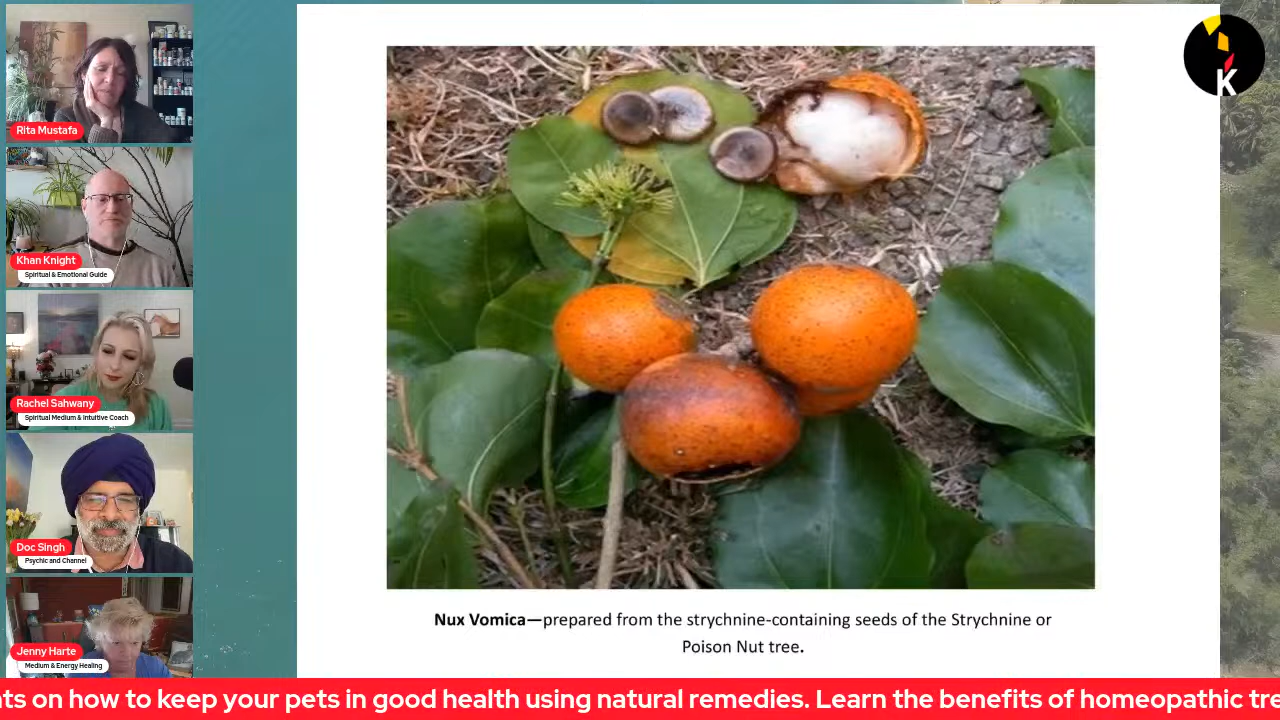 Rita Mustafa
Khan Knight
Spiritual & Emotional Guide
Rachel Sahwany
Spiritual Medium & Intuitive Coach
Doc Singh
Psychic and Channel
Jenny Harte
Medium & Energy Healing
K
Nux Vomica—prepared from the strychnine-containing seeds of the Strychnine or
Poison Nut tree.
nts on how to keep your pets in good health using natural remedies. Learn the benefits of homeopathic tre